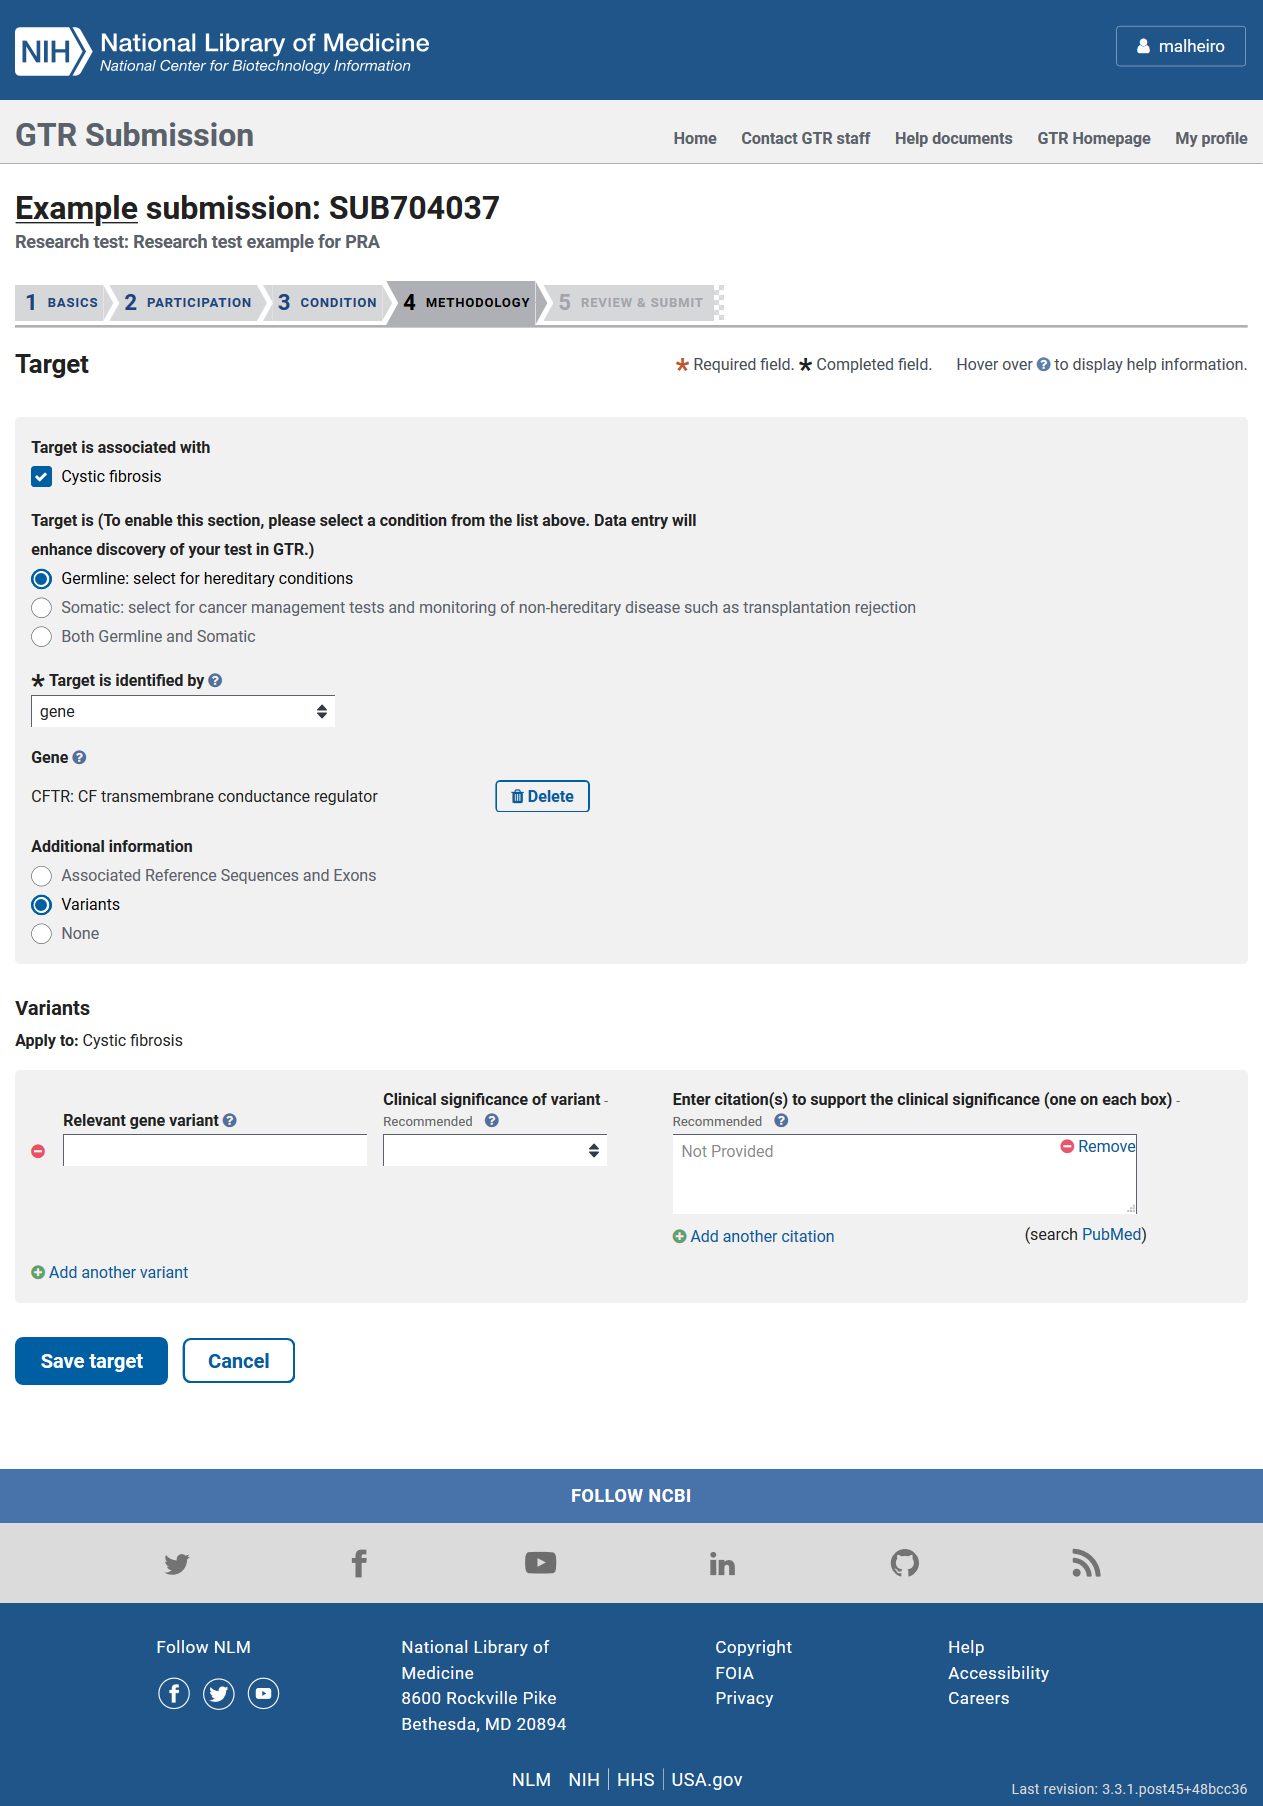 NIH National Library of Medicine
National Center for Biotechnology Information
malheiro
GTR Submission
Home Contact GTR staff Help documents GTR Homepage My profile
Example submission: SUB704037
Research test: Research test example for PRA
1 BASICS 2 PARTICIPATION 3 CONDITION 4 METHODOLOGY 5 REVIEW & SUBMIT
Target
* Required field. * Completed field. Hover over ? to display help information.
Target is associated with
Cystic fibrosis
Target is (To enable this section, please select a condition from the list above. Data entry will
enhance discovery of your test in GTR.)
Germline: select for hereditary conditions
Somatic: select for cancer management tests and monitoring of non-hereditary disease such as transplantation rejection
Both Germline and Somatic
* Target is identified by ?
gene
Gene ?
CFTR: CF transmembrane conductance regulator Delete
Additional information
Associated Reference Sequences and Exons
Variants
None
Variants
Apply to: Cystic fibrosis
Relevant gene variant ?
Clinical significance of variant -
Recommended ?
Enter citation(s) to support the clinical significance (one on each box) -
Recommended ?
Not Provided
Remove
Add another citation
(search PubMed)
Add another variant
Save target Cancel
FOLLOW NCBI
Follow NLM
National Library of
Medicine
8600 Rockville Pike
Bethesda, MD 20894
Copyright
FOIA
Privacy
Help
Accessibility
Careers
NLM NIH HHS USA.gov
Last revision: 3.3.1.post45+48bcc36